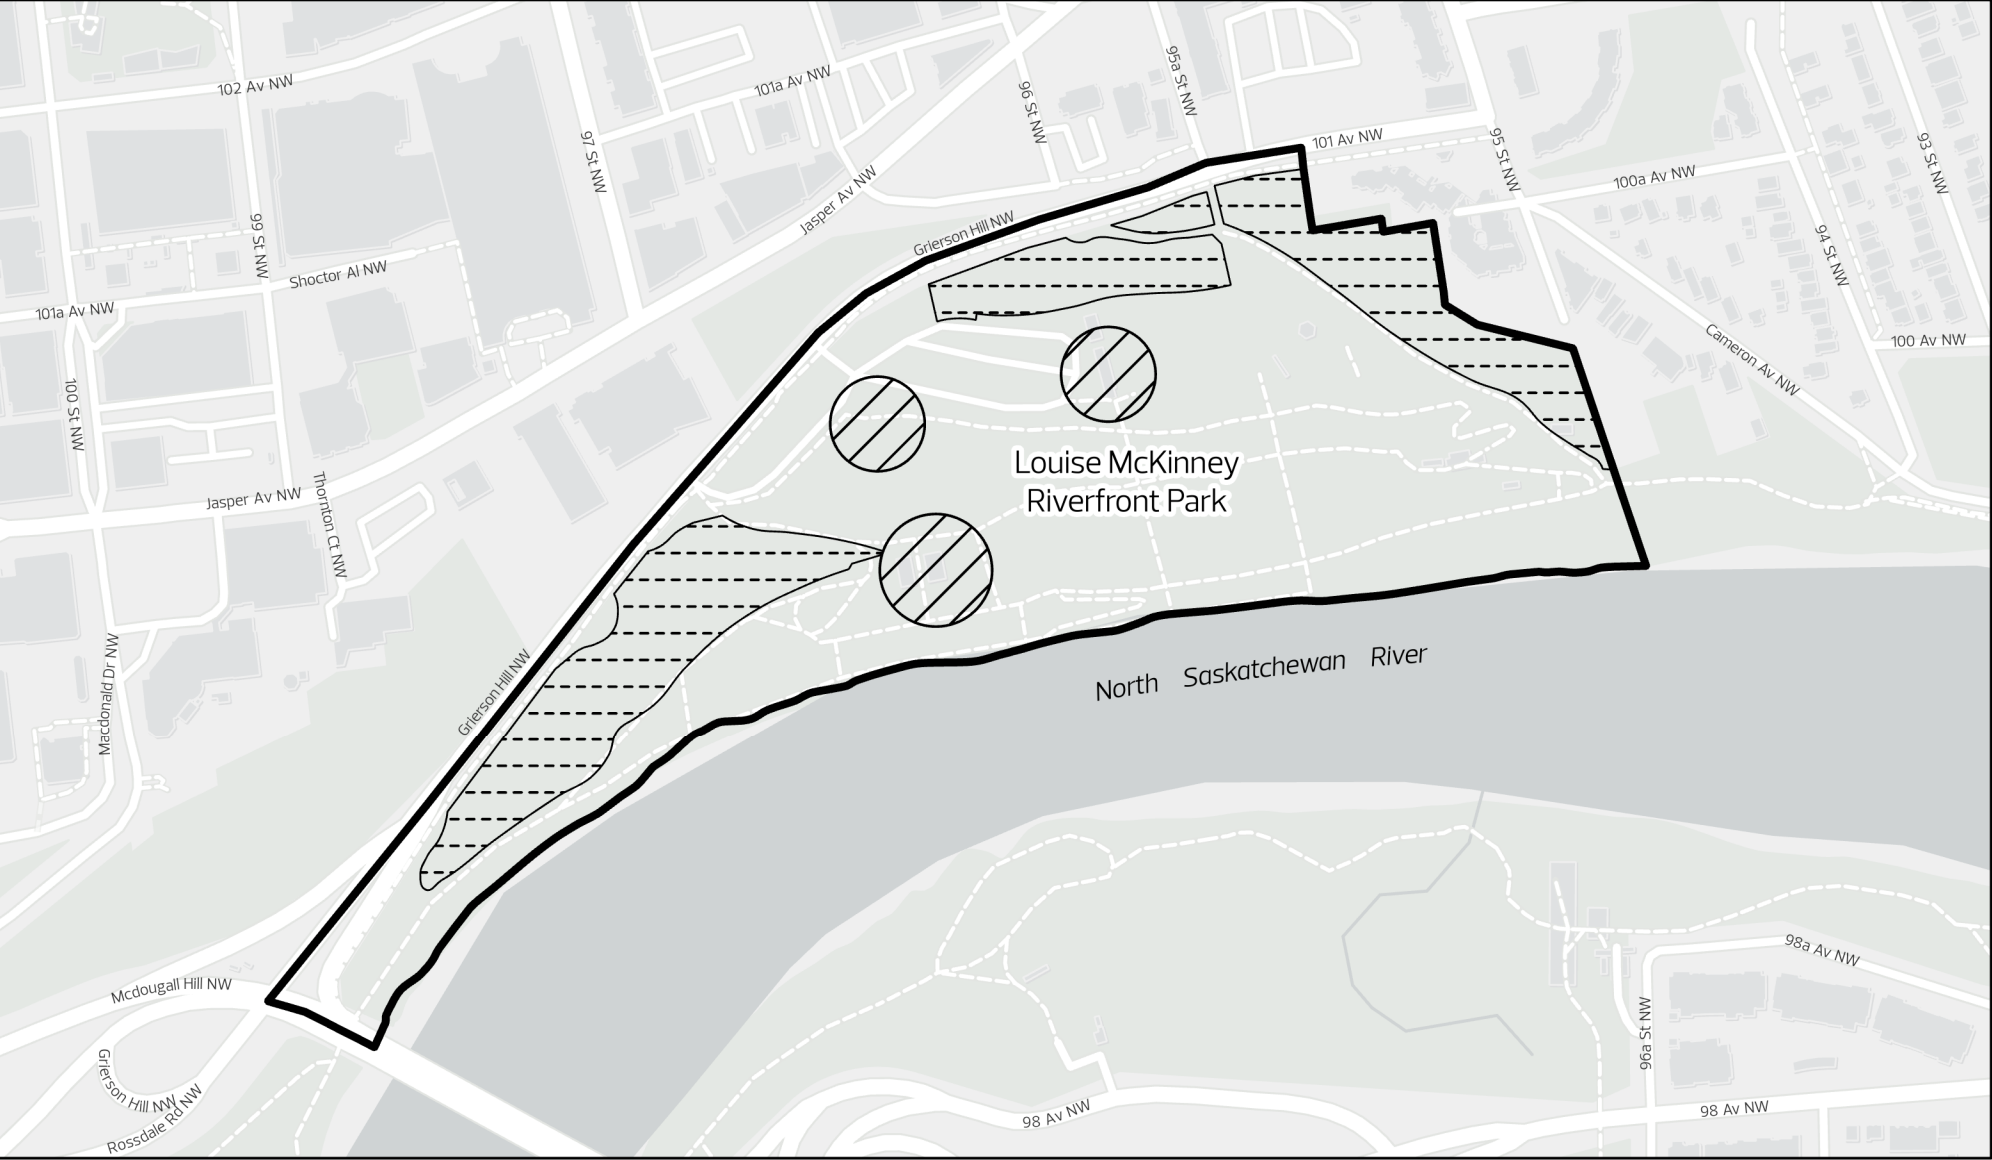 102 Av NW
101a Av NW
95a St NW
96 St NW
97 St NW
101 Av NW
95 St NW
93 St NW
100a Av NW
Jasper Av NW
99 St NW
Grierson Hill NW
94 St NW
Shoctor Al NW
101a Av NW
100 Av NW
Cameron Av NW
100 St NW
Louise McKinney
Riverfront Park
Jasper Av NW
Thornton Ct NW
Macdonald Dr NW
Grierson Hill NW
North Saskatchewan River
98a Av NW
Mcdougall Hill NW
96a St NW
Grierson Hill NW
Rossdale Rd NW
98 Av NW
98 Av NW